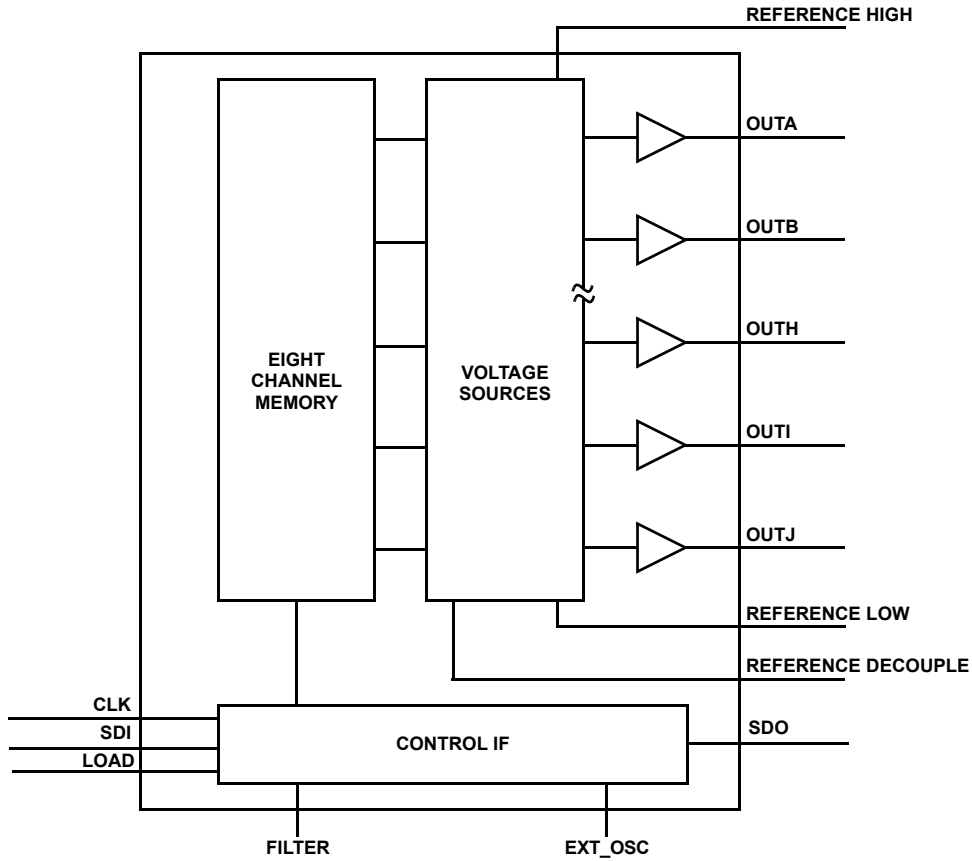 REFERENCE HIGH
OUTA
OUTB
OUTH
EIGHT
CHANNEL
MEMORY
VOLTAGE
SOURCES
OUTI
OUTJ
REFERENCE LOW
REFERENCE DECOUPLE
CLK
SDI
LOAD
CONTROL IF
SDO
FILTER
EXT_OSC